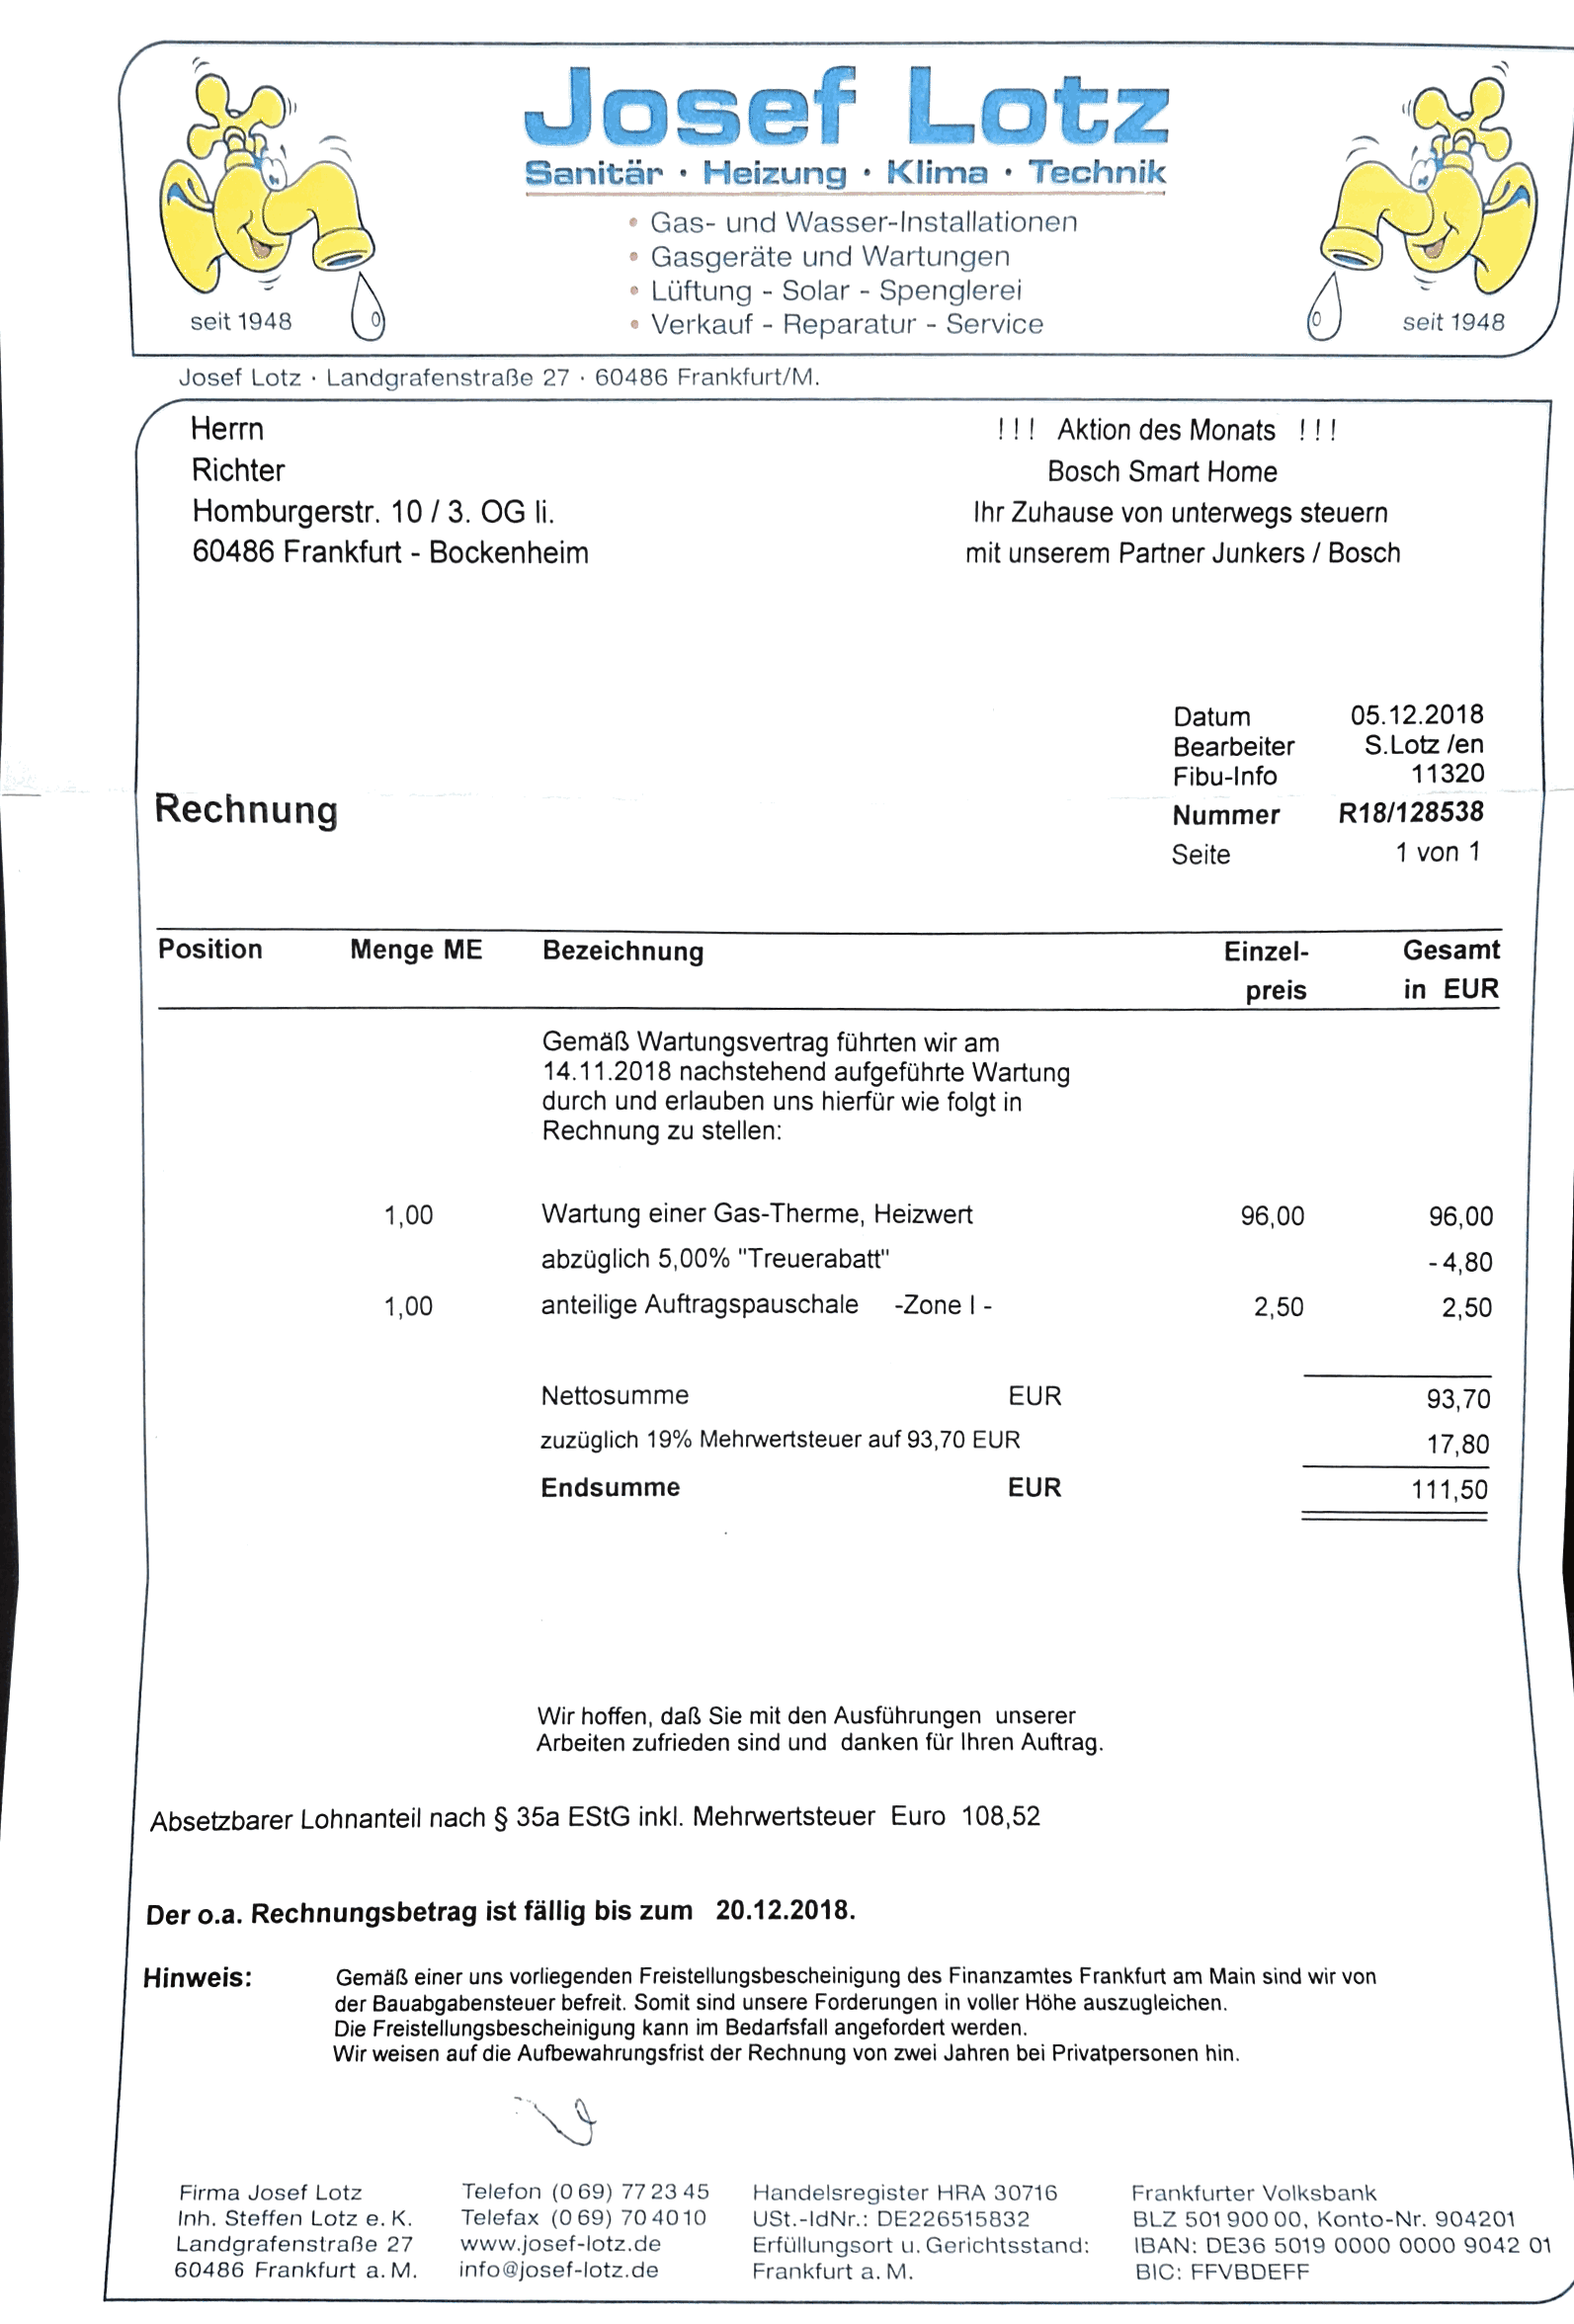 Josef Lotz
Sanitär · Heizung · Klima · Technik
• Gas- und Wasser-Installationen
• Gasgeräte und Wartungen
• Lüftung - Solar - Spenglerei
• Verkauf - Reparatur - Service
seit 1948
seit 1948
Josef Lotz · Landgrafenstraße 27 · 60486 Frankfurt/M.
Herrn
Richter
Homburgerstr. 10 / 3. OG li.
60486 Frankfurt - Bockenheim
! ! ! Aktion des Monats ! ! !
Bosch Smart Home
Ihr Zuhause von unterwegs steuern
mit unserem Partner Junkers / Bosch
Datum 05.12.2018
Bearbeiter S.Lotz /en
Fibu-Info 11320
Rechnung
Nummer R18/128538
Seite 1 von 1
Position Menge ME Bezeichnung Einzel- Gesamt
preis in EUR
Gemäß Wartungsvertrag führten wir am
14.11.2018 nachstehend aufgeführte Wartung
durch und erlauben uns hierfür wie folgt in
Rechnung zu stellen:
1,00 Wartung einer Gas-Therme, Heizwert 96,00 96,00
abzüglich 5,00% "Treuerabatt" - 4,80
1,00 anteilige Auftragspauschale -Zone I - 2,50 2,50
Nettosumme EUR 93,70
zuzüglich 19% Mehrwertsteuer auf 93,70 EUR 17,80
Endsumme EUR 111,50
Wir hoffen, daß Sie mit den Ausführungen unserer
Arbeiten zufrieden sind und danken für Ihren Auftrag.
Absetzbarer Lohnanteil nach § 35a EStG inkl. Mehrwertsteuer Euro 108,52
Der o.a. Rechnungsbetrag ist fällig bis zum 20.12.2018.
Hinweis: Gemäß einer uns vorliegenden Freistellungsbescheinigung des Finanzamtes Frankfurt am Main sind wir von
der Bauabgabensteuer befreit. Somit sind unsere Forderungen in voller Höhe auszugleichen.
Die Freistellungsbescheinigung kann im Bedarfsfall angefordert werden.
Wir weisen auf die Aufbewahrungsfrist der Rechnung von zwei Jahren bei Privatpersonen hin.
Firma Josef Lotz
Inh. Steffen Lotz e. K.
Landgrafenstraße 27
60486 Frankfurt a. M.
Telefon (0 69) 77 23 45
Telefax (0 69) 70 40 10
www.josef-lotz.de
info@josef-lotz.de
Handelsregister HRA 30716
USt.-IdNr.: DE226515832
Erfüllungsort u. Gerichtsstand:
Frankfurt a. M.
Frankfurter Volksbank
BLZ 501 900 00, Konto-Nr. 904201
IBAN: DE36 5019 0000 0000 9042 01
BIC: FFVBDEFF